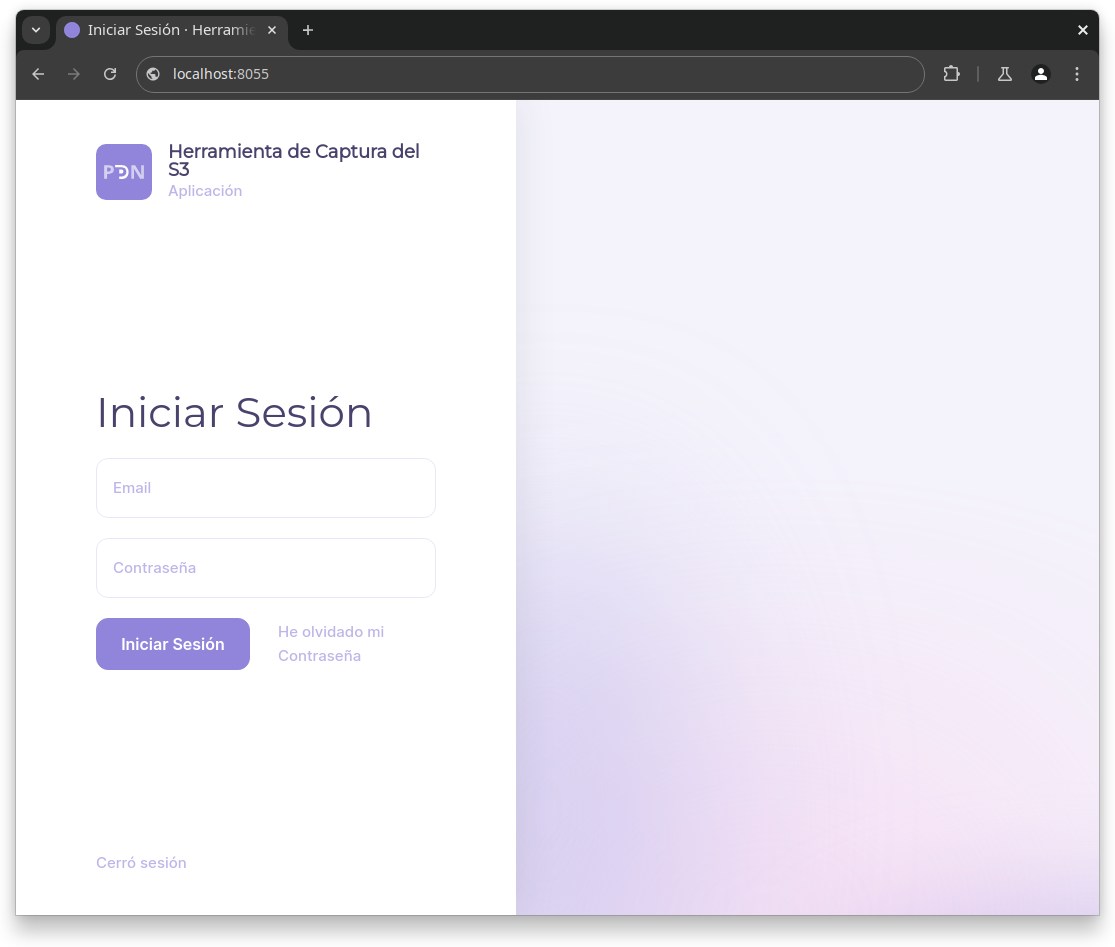 Iniciar Sesión · Herramie
localhost:8055
PDN
Herramienta de Captura del
S3
Aplicación
Iniciar Sesión
Email
Contraseña
Iniciar Sesión
He olvidado mi
Contraseña
Cerró sesión